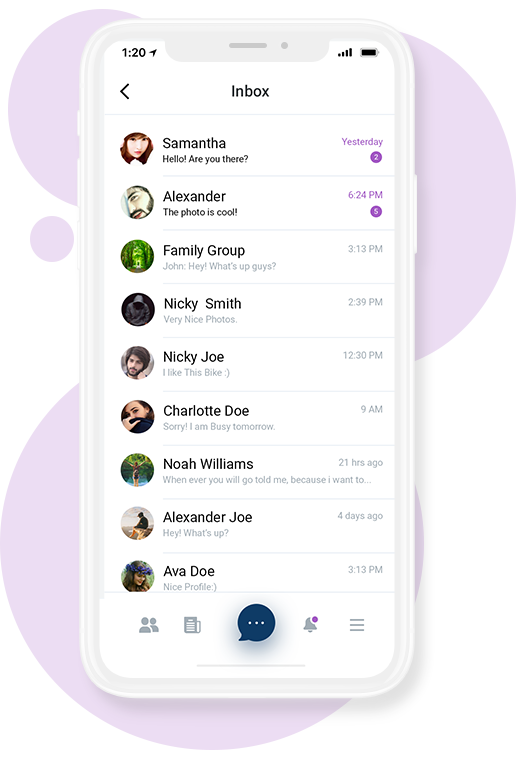 1:20
Inbox
Samantha
Yesterday
Hello! Are you there?
2
Alexander
6:24 PM
The photo is cool!
5
Family Group
3:13 PM
John: Hey! What's up guys?
Nicky  Smith
2:39 PM
Very Nice Photos.
Nicky Joe
12:30 PM
I like This Bike :)
Charlotte Doe
9 AM
Sorry! I am Busy tomorrow.
Noah Williams
21 hrs ago
When ever you will go told me, because i want to...
Alexander Joe
4 days ago
Hey! What's up?
Ava Doe
3:13 PM
Nice Profile:)